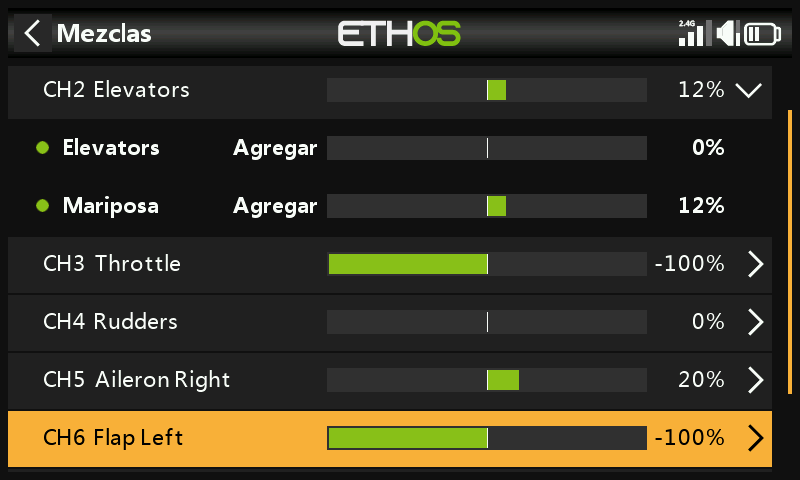 Mezclas ETHOS 2.4G
CH2 Elevators 12%
Elevators Agregar 0%
Mariposa Agregar 12%
CH3 Throttle -100%
CH4 Rudders 0%
CH5 Aileron Right 20%
CH6 Flap Left -100%